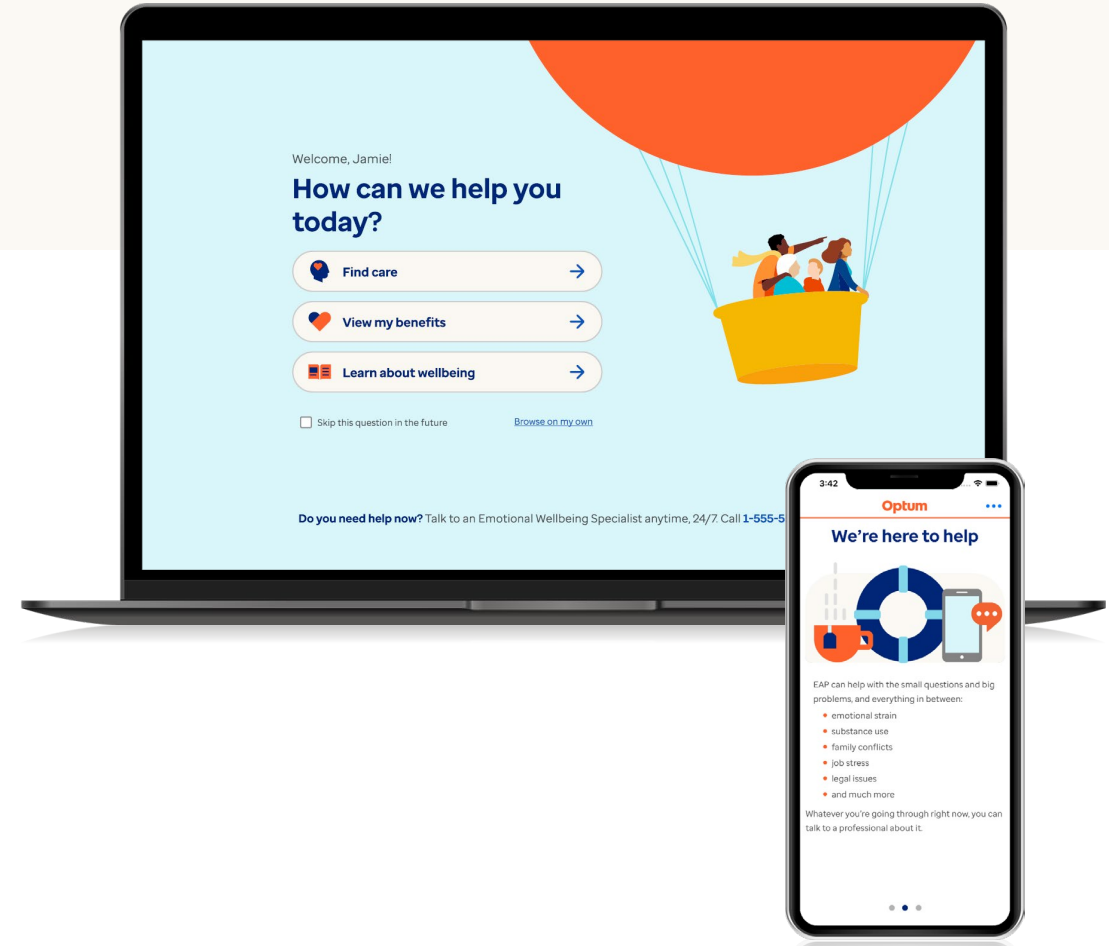 Welcome, Jamie!
How can we help you
today?
Find care
View my benefits
Learn about wellbeing
Skip this question in the future
Browse on my own
Do you need help now? Talk to an Emotional Wellbeing Specialist anytime, 24/7. Call 1-555-5
3:42
Optum
We're here to help
EAP can help with the small questions and big
problems, and everything in between:
emotional strain
substance use
family conflicts
job stress
legal issues
and much more
Whatever you're going through right now, you can
talk to a professional about it.